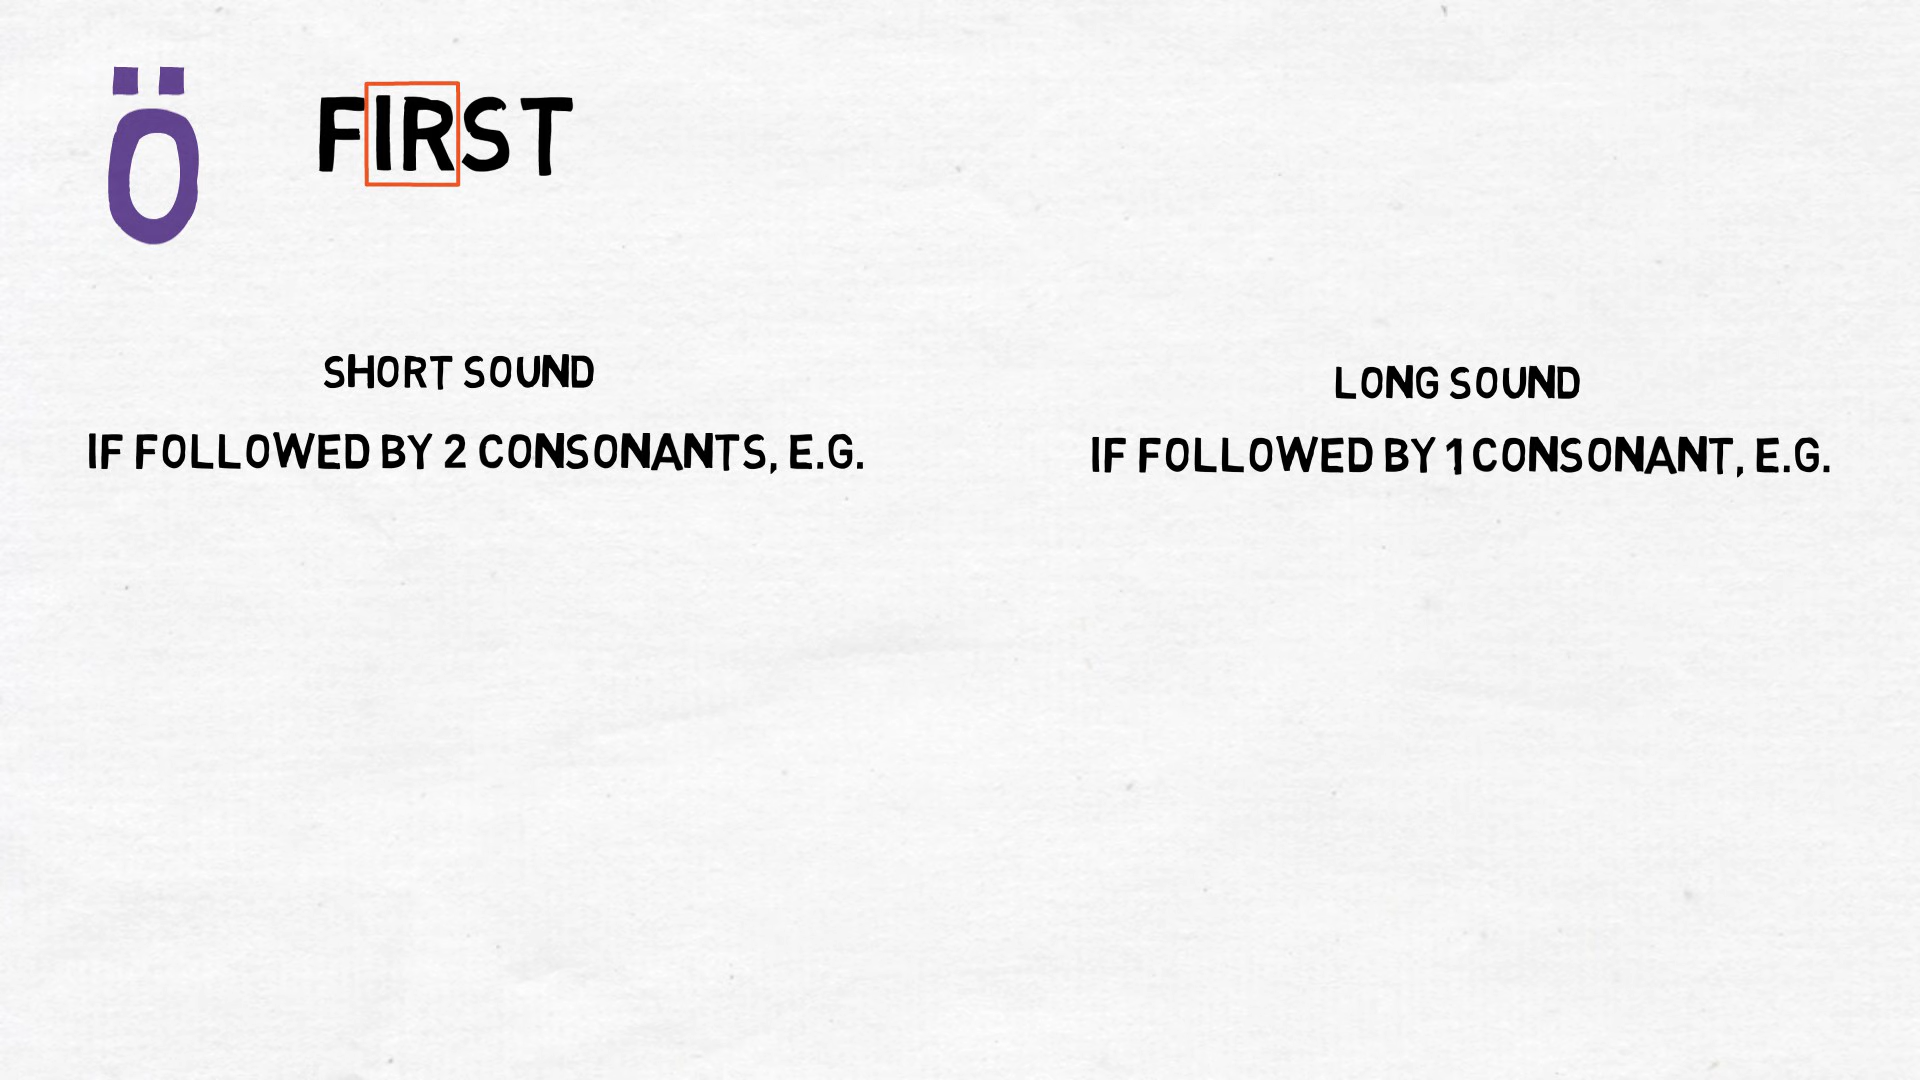 Ö FIRST
SHORT SOUND
IF FOLLOWED BY 2 CONSONANTS, E.G.
LONG SOUND
IF FOLLOWED BY 1 CONSONANT, E.G.